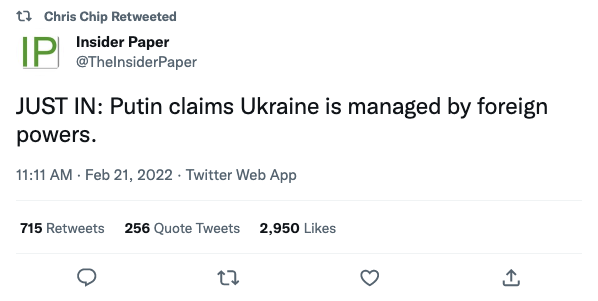 Chris Chip Retweeted
IP
Insider Paper
@TheInsiderPaper
JUST IN: Putin claims Ukraine is managed by foreign
powers.
11:11 AM · Feb 21, 2022 · Twitter Web App
715 Retweets 256 Quote Tweets 2,950 Likes